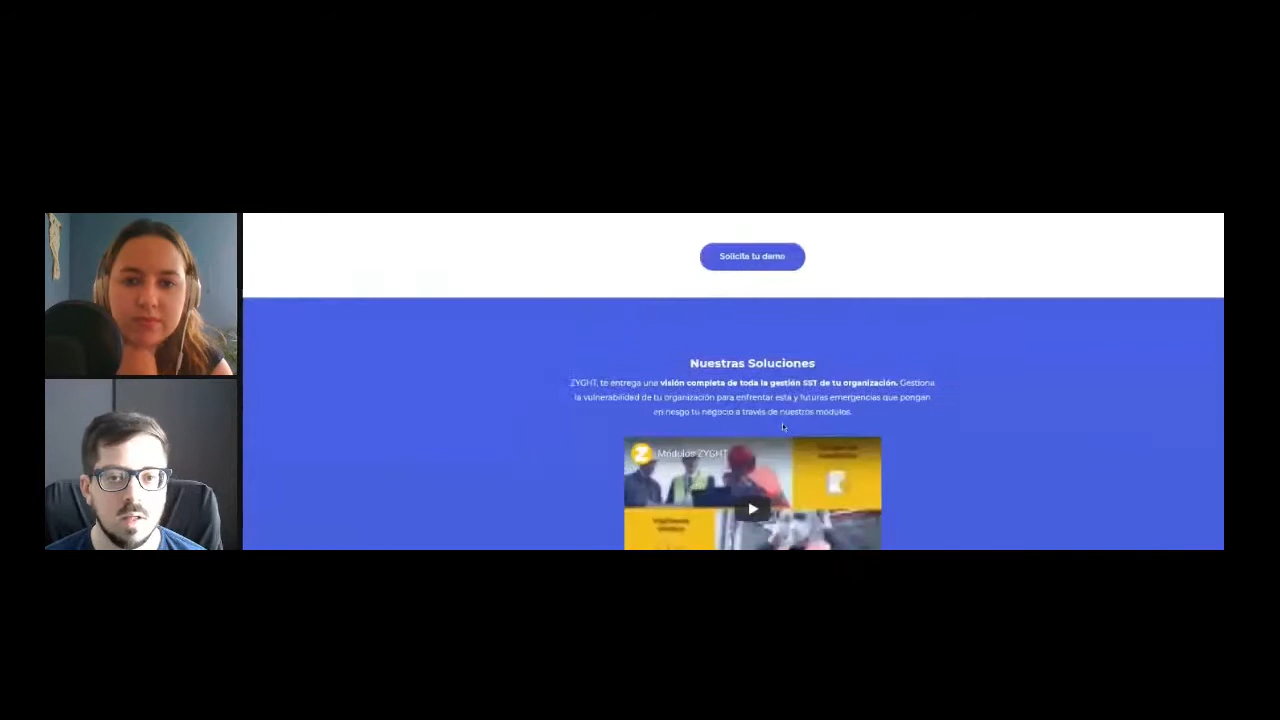 Solicita tu demo
Nuestras Soluciones
ZYGHT, te entrega una visión completa de toda la gestión SST de tu organización. Gestiona
la vulnerabilidad de tu organización para enfrentar esta y futuras emergencias que pongan
en riesgo tu negocio a través de nuestros módulos.
Módulos ZYGHT